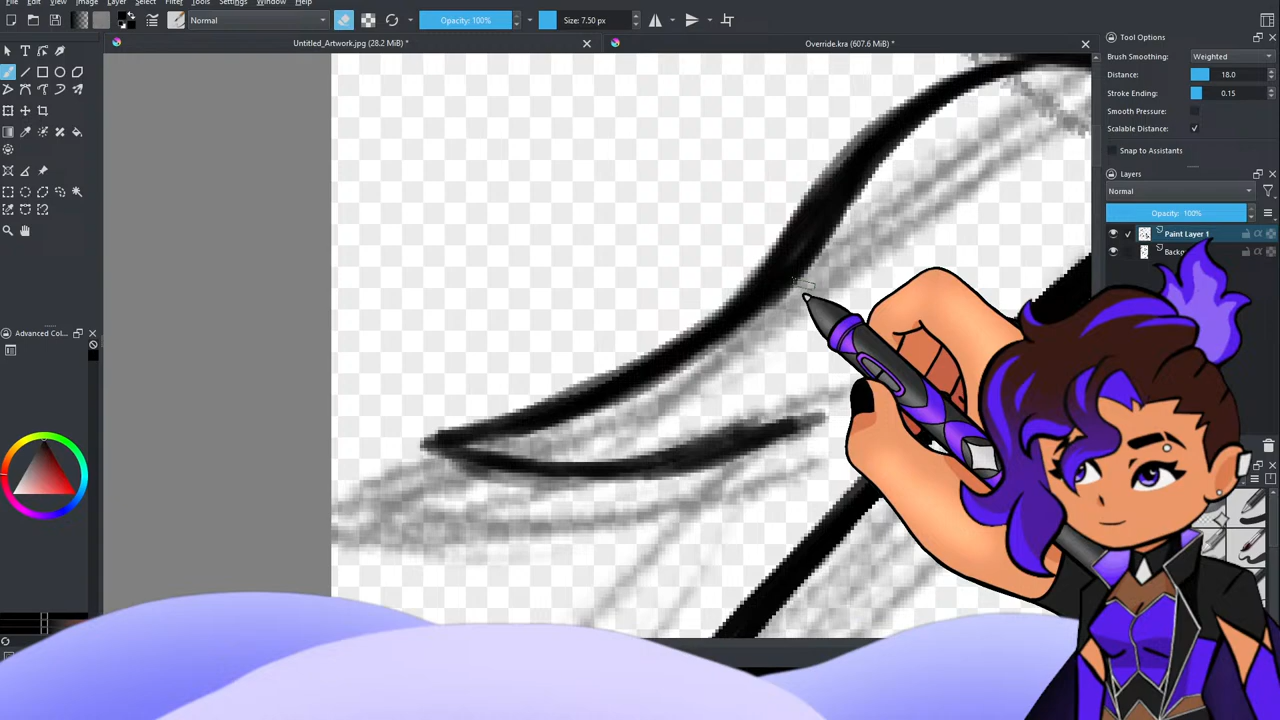 File Edit View Image Layer Select Filter Tools Settings Window Help
Normal
Opacity: 100%
Size: 7.50 px
Untitled_Artwork.jpg (28.2 MiB) *
Override.kra (607.6 MiB) *
Tool Options
Brush Smoothing: Weighted
Distance: 18.0
Stroke Ending: 0.15
Smooth Pressure:
Scalable Distance:
Snap to Assistants
Layers
Normal
Opacity: 100%
Paint Layer 1
Backg
Advanced Col...